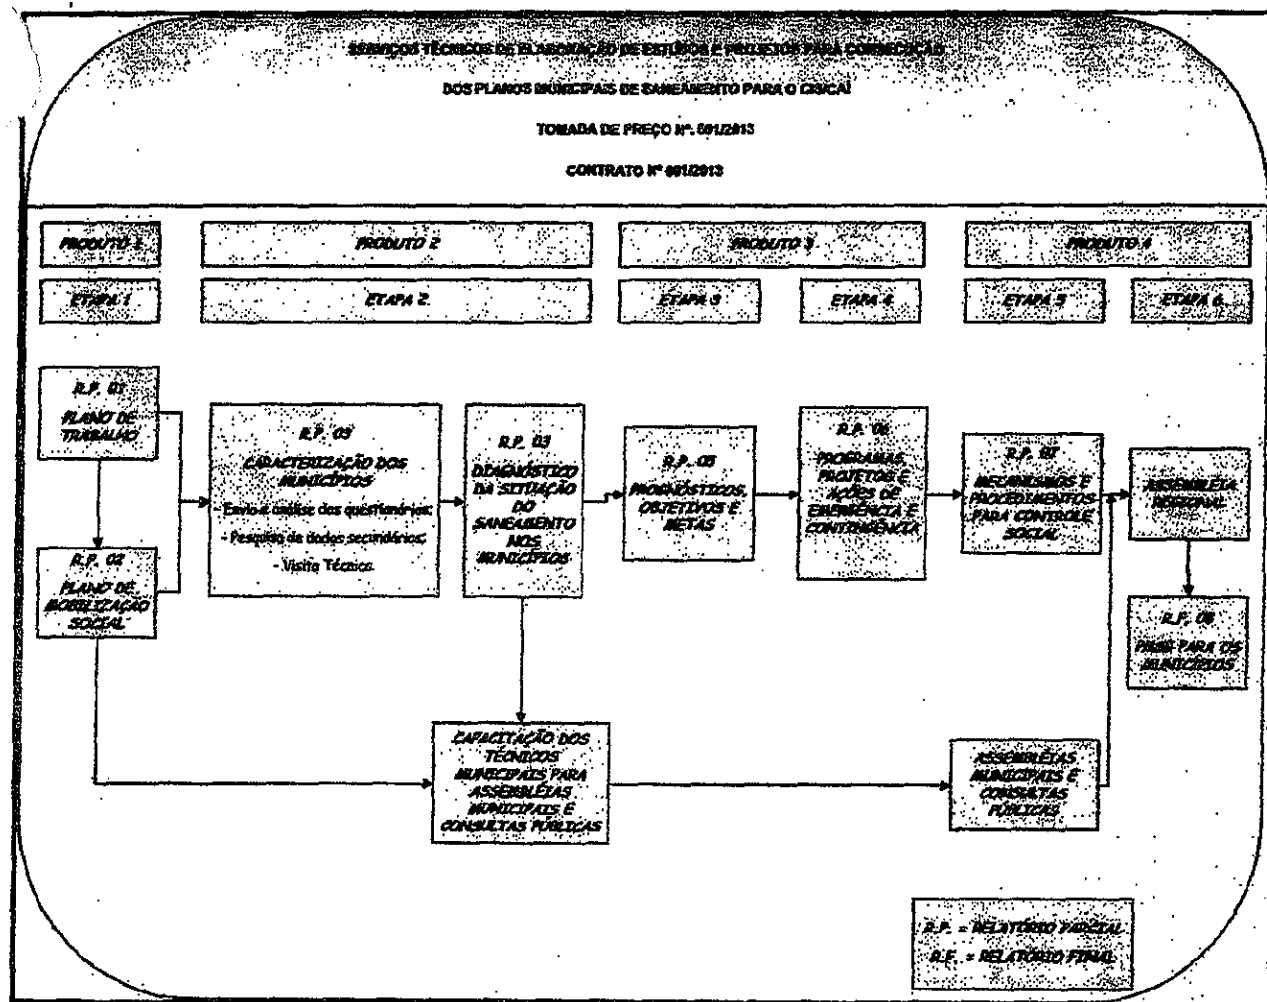 SERVIÇOS TÉCNICOS DE ELABORAÇÃO DE ESTUDOS E PROJETOS PARA CONSECUÇÃO
DOS PLANOS MUNICIPAIS DE SANEAMENTO PARA O CIS/CAÍ
TOMADA DE PREÇO Nº. 001/2013
CONTRATO Nº 001/2013
PRODUTO 1
PRODUTO 2
PRODUTO 3
PRODUTO 4
ETAPA 1
ETAPA 2
ETAPA 3
ETAPA 4
ETAPA 5
ETAPA 6
R.P. 01
PLANO DE
TRABALHO
R.P. 02
PLANO DE
MOBILIZAÇÃO
SOCIAL
R.P. 03
CARACTERIZAÇÃO DOS
MUNICÍPIOS
- Envio e análise dos questionários;
- Pesquisa de dados secundários;
- Visita Técnica.
R.P. 03
DIAGNÓSTICO
DA SITUAÇÃO
DO
SANEAMENTO
NOS
MUNICÍPIOS
R.P. 05
PROGNÓSTICOS,
OBJETIVOS E
METAS
R.P. 06
PROGRAMAS,
PROJETOS E
AÇÕES DE
EMERGÊNCIA E
CONTINGÊNCIA
R.P. 07
MECANISMOS E
PROCEDIMENTOS
PARA CONTROLE
SOCIAL
ASSEMBLÉIA
REGIONAL
R.P. 08
PARA OS
MUNICÍPIOS
CAPACITAÇÃO DOS
TÉCNICOS
MUNICIPAIS PARA
ASSEMBLÉIAS
MUNICIPAIS E
CONSULTAS PÚBLICAS
ASSEMBLÉIAS
MUNICIPAIS E
CONSULTAS
PÚBLICAS
R.P. = RELATÓRIO PARCIAL
R.F. = RELATÓRIO FINAL